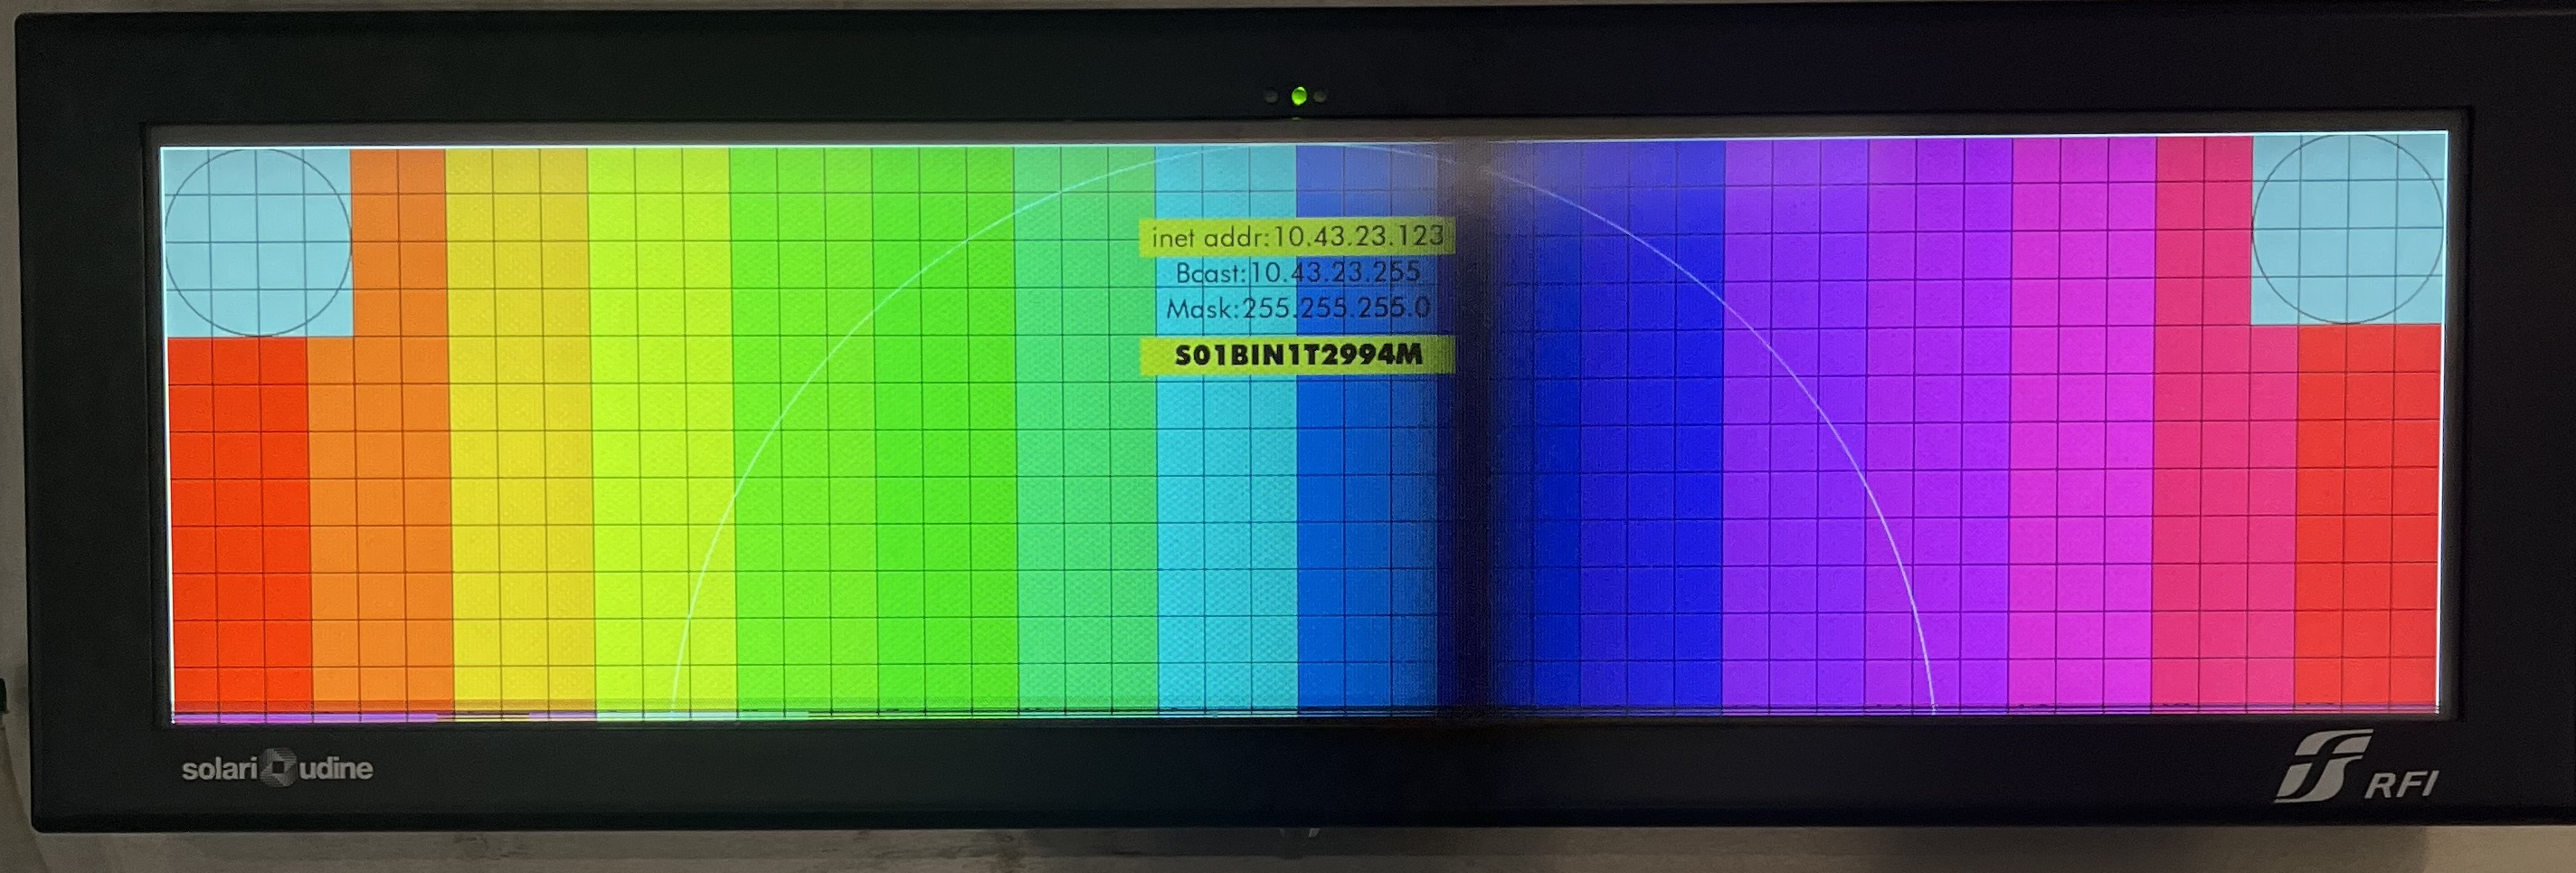 inet addr:10.43.23.123
Bcast:10.43.23.255
Mask:255.255.255.0
S01BIN1T2994M
solari udine
FS RFI